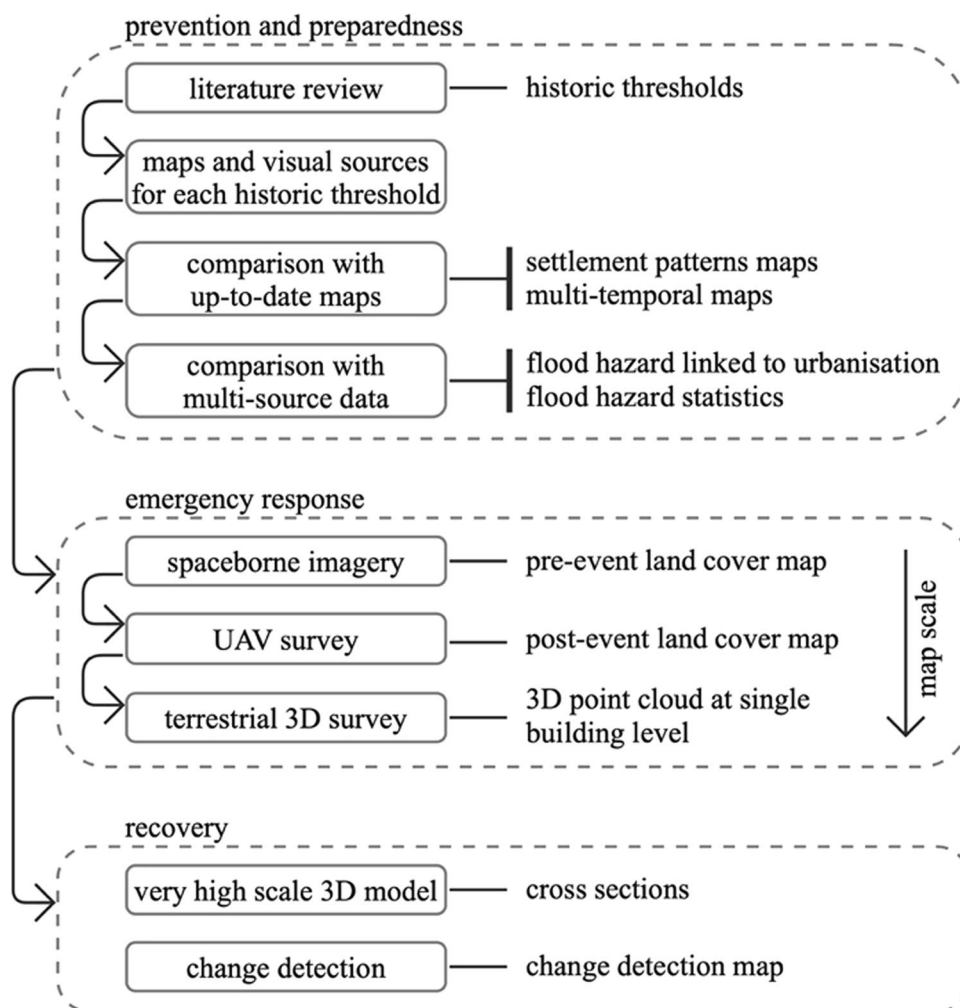 prevention and preparedness
literature review
historic thresholds
maps and visual sources
for each historic threshold
comparison with
up-to-date maps
settlement patterns maps
multi-temporal maps
comparison with
multi-source data
flood hazard linked to urbanisation
flood hazard statistics
emergency response
spaceborne imagery
pre-event land cover map
UAV survey
post-event land cover map
terrestrial 3D survey
3D point cloud at single
building level
map scale
recovery
very high scale 3D model
cross sections
change detection
change detection map